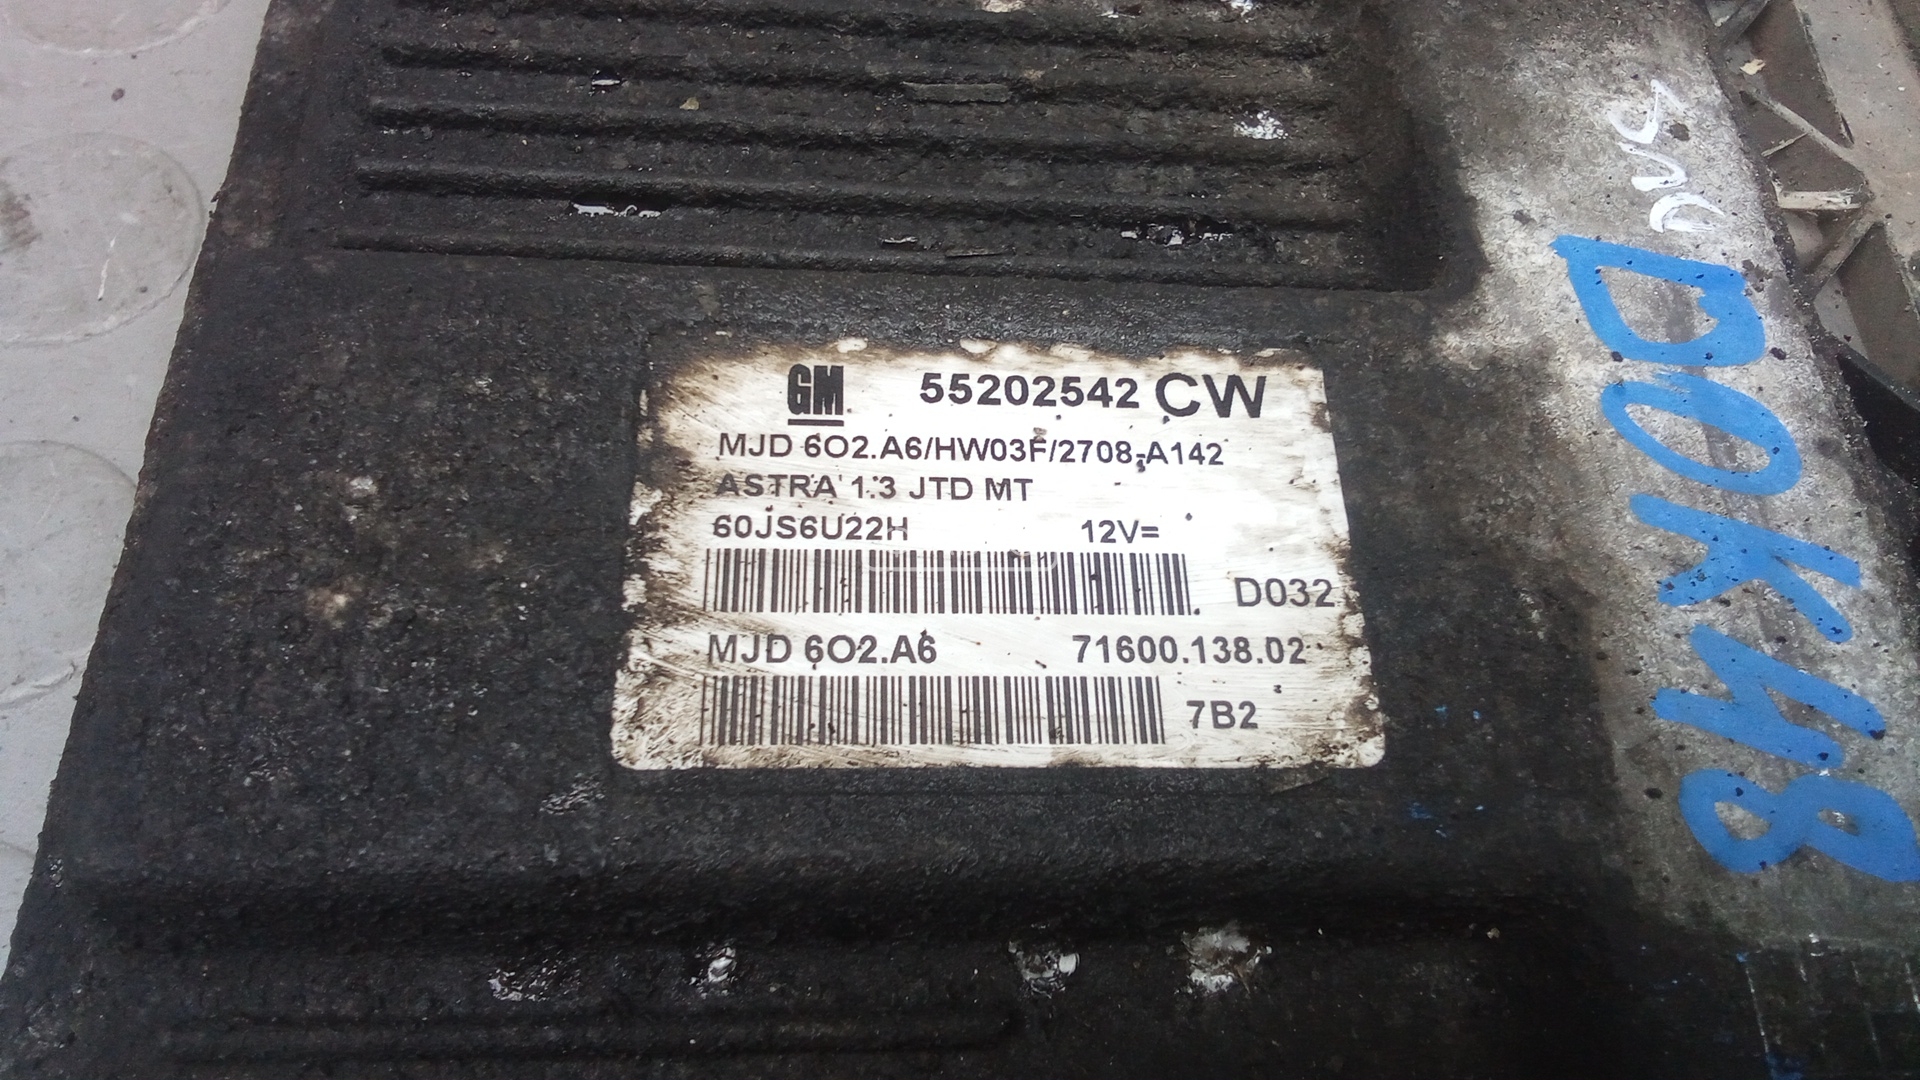 GM 55202542 CW
MJD 6O2.A6/HW03F/2708-A142
ASTRA 1.3 JTD MT
60JS6U22H 12V=
D032
MJD 6O2.A6 71600.138.02
7B2
DOK48